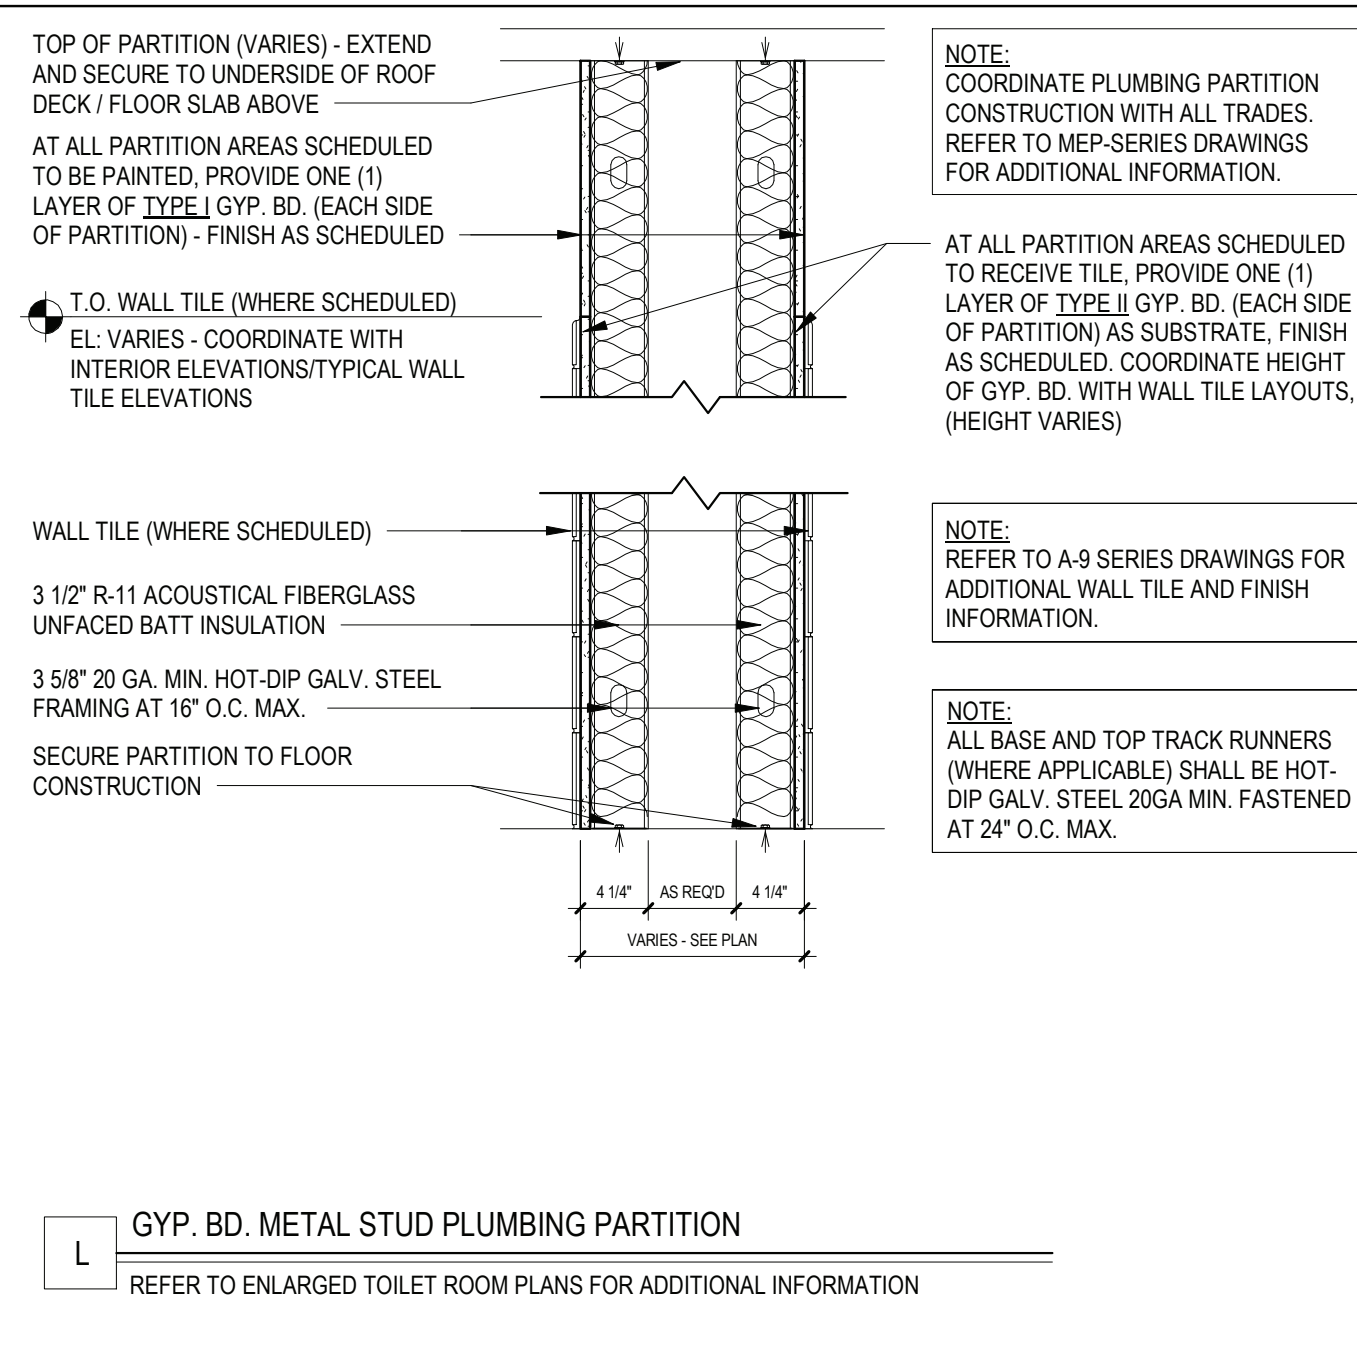 TOP OF PARTITION (VARIES) - EXTEND
AND SECURE TO UNDERSIDE OF ROOF
DECK / FLOOR SLAB ABOVE
AT ALL PARTITION AREAS SCHEDULED
TO BE PAINTED, PROVIDE ONE (1)
LAYER OF TYPE I GYP. BD. (EACH SIDE
OF PARTITION) - FINISH AS SCHEDULED
T.O. WALL TILE (WHERE SCHEDULED)
EL: VARIES - COORDINATE WITH
INTERIOR ELEVATIONS/TYPICAL WALL
TILE ELEVATIONS
WALL TILE (WHERE SCHEDULED)
3 1/2" R-11 ACOUSTICAL FIBERGLASS
UNFACED BATT INSULATION
3 5/8" 20 GA. MIN. HOT-DIP GALV. STEEL
FRAMING AT 16" O.C. MAX.
SECURE PARTITION TO FLOOR
CONSTRUCTION
NOTE:
COORDINATE PLUMBING PARTITION
CONSTRUCTION WITH ALL TRADES.
REFER TO MEP-SERIES DRAWINGS
FOR ADDITIONAL INFORMATION.
AT ALL PARTITION AREAS SCHEDULED
TO RECEIVE TILE, PROVIDE ONE (1)
LAYER OF TYPE II GYP. BD. (EACH SIDE
OF PARTITION) AS SUBSTRATE, FINISH
AS SCHEDULED. COORDINATE HEIGHT
OF GYP. BD. WITH WALL TILE LAYOUTS,
(HEIGHT VARIES)
NOTE:
REFER TO A-9 SERIES DRAWINGS FOR
ADDITIONAL WALL TILE AND FINISH
INFORMATION.
NOTE:
ALL BASE AND TOP TRACK RUNNERS
(WHERE APPLICABLE) SHALL BE HOT-
DIP GALV. STEEL 20GA MIN. FASTENED
AT 24" O.C. MAX.
4 1/4" AS REQ'D 4 1/4"
VARIES - SEE PLAN
L
GYP. BD. METAL STUD PLUMBING PARTITION
REFER TO ENLARGED TOILET ROOM PLANS FOR ADDITIONAL INFORMATION